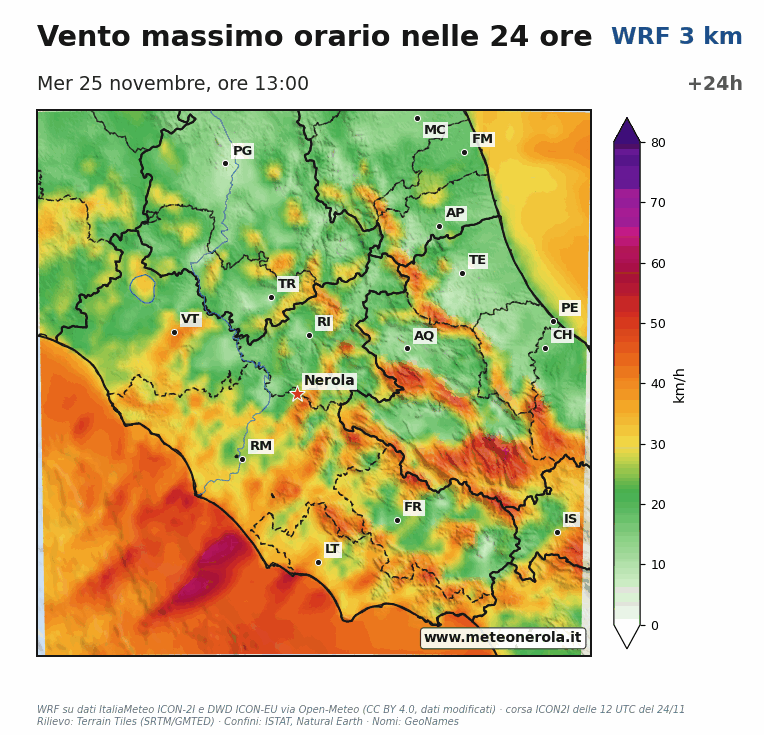 Vento massimo orario nelle 24 ore WRF 3 km
Mer 25 novembre, ore 13:00 +24h
MC
FM
PG
AP
TE
TR
PE
VT
RI
AQ
CH
Nerola
RM
FR
IS
LT
www.meteonerola.it
80
70
60
50
40
30
20
10
0
km/h
WRF su dati ItaliaMeteo ICON-2I e DWD ICON-EU via Open-Meteo (CC BY 4.0, dati modificati) · corsa ICON2I delle 12 UTC del 24/11
Rilievo: Terrain Tiles (SRTM/GMTED) · Confini: ISTAT, Natural Earth · Nomi: GeoNames